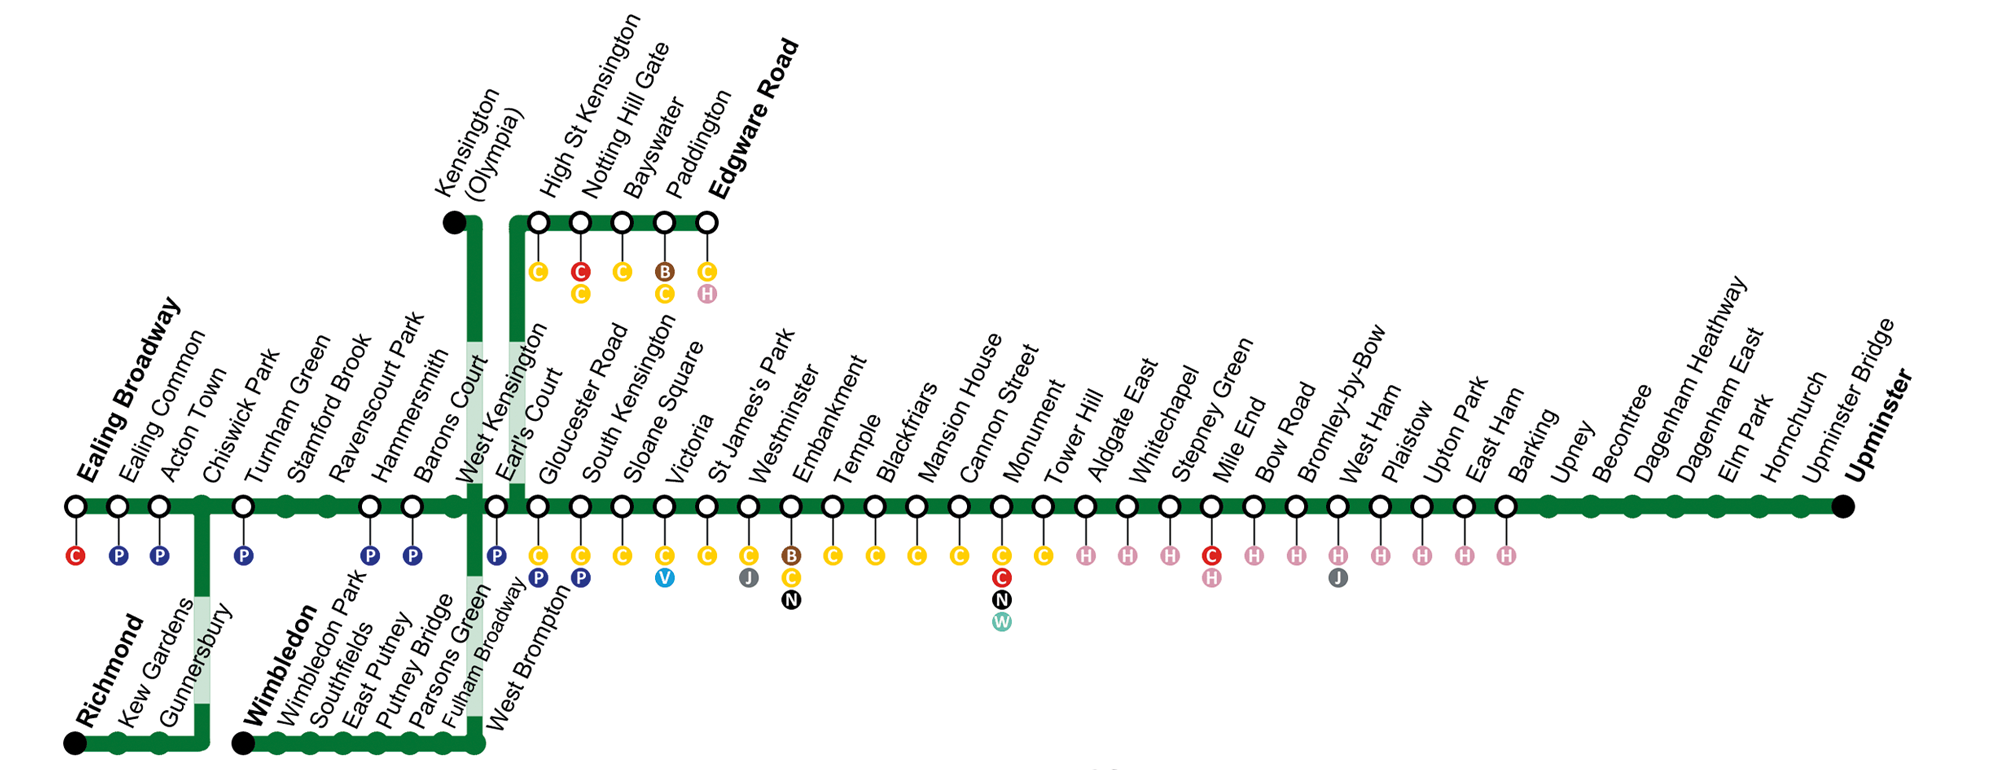 Kensington
(Olympia)
High St Kensington
Notting Hill Gate
Bayswater
Paddington
Edgware Road
C
C
C
C
B
C
C
H
Ealing Broadway
Ealing Common
Acton Town
Chiswick Park
Turnham Green
Stamford Brook
Ravenscourt Park
Hammersmith
Barons Court
West Kensington
Earl's Court
Gloucester Road
South Kensington
Sloane Square
Victoria
St James's Park
Westminster
Embankment
Temple
Blackfriars
Mansion House
Cannon Street
Monument
Tower Hill
Aldgate East
Whitechapel
Stepney Green
Mile End
Bow Road
Bromley-by-Bow
West Ham
Plaistow
Upton Park
East Ham
Barking
Upney
Becontree
Dagenham Heathway
Dagenham East
Elm Park
Hornchurch
Upminster Bridge
Upminster
C
P
P
P
P
P
P
C
P
C
P
C
C
V
C
C
J
B
C
N
C
C
C
C
C
C
N
W
C
H
H
H
C
H
H
H
H
J
H
H
H
H
Richmond
Kew Gardens
Gunnersbury
Wimbledon
Wimbledon Park
Southfields
East Putney
Putney Bridge
Parsons Green
Fulham Broadway
West Brompton